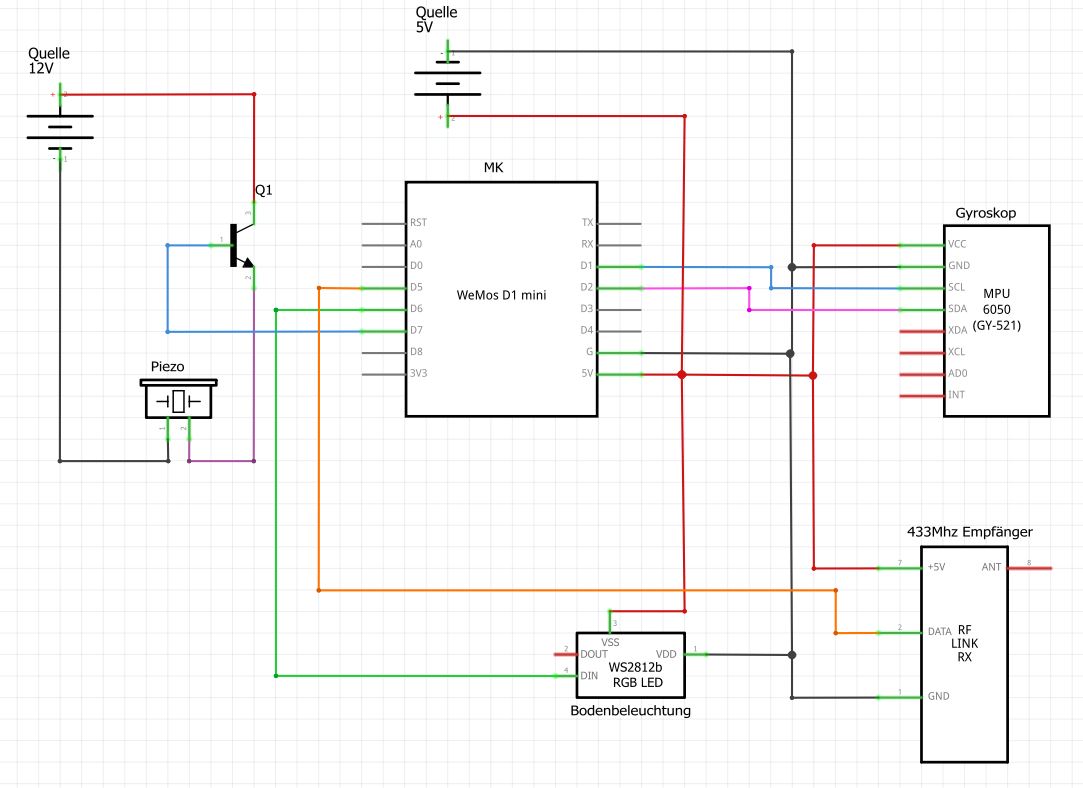 Quelle
5V
- 1
+ 2
Quelle
12V
+ 2
- 1
Q1
3
1
2
MK
RST
A0
D0
D5
D6
D7
D8
3V3
WeMos D1 mini
TX
RX
D1
D2
D3
D4
G
5V
Gyroskop
VCC
GND
SCL
SDA
XDA
XCL
AD0
INT
MPU
6050
(GY-521)
Piezo
1 2
433Mhz Empfänger
7 +5V
ANT 8
2 DATA
RF
LINK
RX
1 GND
3
VSS
2 DOUT
VDD 1
4 DIN
WS2812b
RGB LED
Bodenbeleuchtung